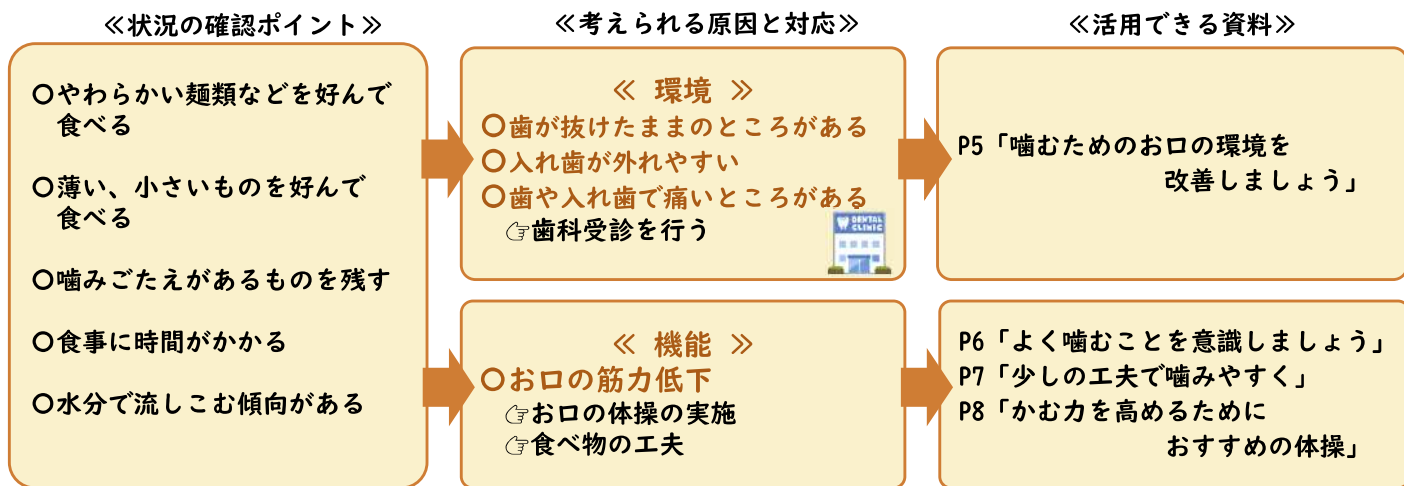 ≪状況の確認ポイント≫
〇やわらかい麺類などを好んで
食べる
〇薄い、小さいものを好んで
食べる
〇噛みごたえがあるものを残す
〇食事に時間がかかる
〇水分で流しこむ傾向がある
≪考えられる原因と対応≫
≪ 環境 ≫
〇歯が抜けたままのところがある
〇入れ歯が外れやすい
〇歯や入れ歯で痛いところがある
☞歯科受診を行う
DENTAL
CLINIC
≪ 機能 ≫
〇お口の筋力低下
☞お口の体操の実施
☞食べ物の工夫
≪活用できる資料≫
P5「噛むためのお口の環境を
改善しましょう」
P6「よく噛むことを意識しましょう」
P7「少しの工夫で噛みやすく」
P8「かむ力を高めるために
おすすめの体操」